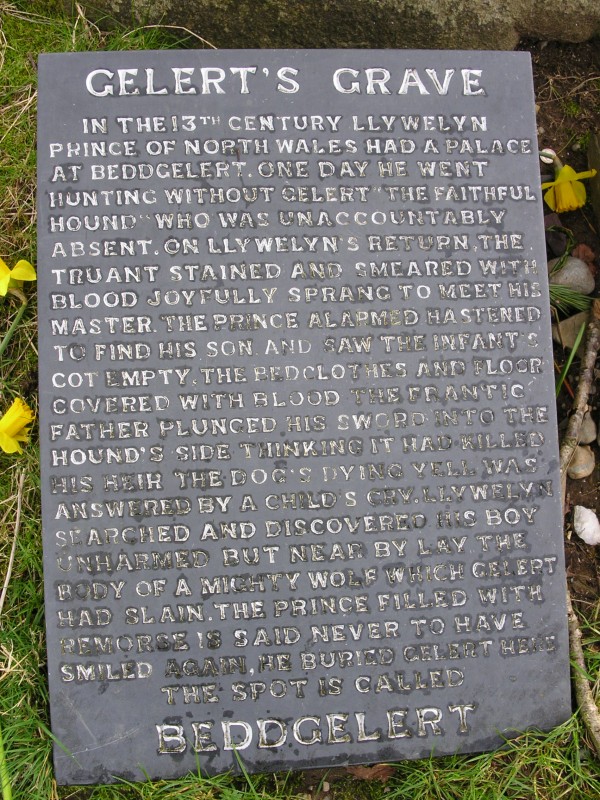 GELERT'S GRAVE
IN THE 13TH CENTURY LLYWELYN
PRINCE OF NORTH WALES HAD A PALACE
AT BEDDGELERT. ONE DAY HE WENT
HUNTING WITHOUT GELERT "THE FAITHFUL
HOUND" WHO WAS UNACCOUNTABLY
ABSENT. ON LLYWELYN'S RETURN, THE
TRUANT STAINED AND SMEARED WITH
BLOOD JOYFULLY SPRANG TO MEET HIS
MASTER. THE PRINCE ALARMED HASTENED
TO FIND HIS SON, AND SAW THE INFANT'S
COT EMPTY, THE BEDCLOTHES AND FLOOR
COVERED WITH BLOOD THE FRANTIC
FATHER PLUNGED HIS SWORD INTO THE
HOUND'S SIDE THINKING IT HAD KILLED
HIS HEIR THE DOG'S DYING YELL WAS
ANSWERED BY A CHILD'S CRY. LLYWELYN
SEARCHED AND DISCOVERED HIS BOY
UNHARMED BUT NEAR BY LAY THE
BODY OF A MIGHTY WOLF WHICH GELERT
HAD SLAIN. THE PRINCE FILLED WITH
REMORSE IS SAID NEVER TO HAVE
SMILED AGAIN. HE BURIED GELERT HERE
THE SPOT IS CALLED
BEDDGELERT